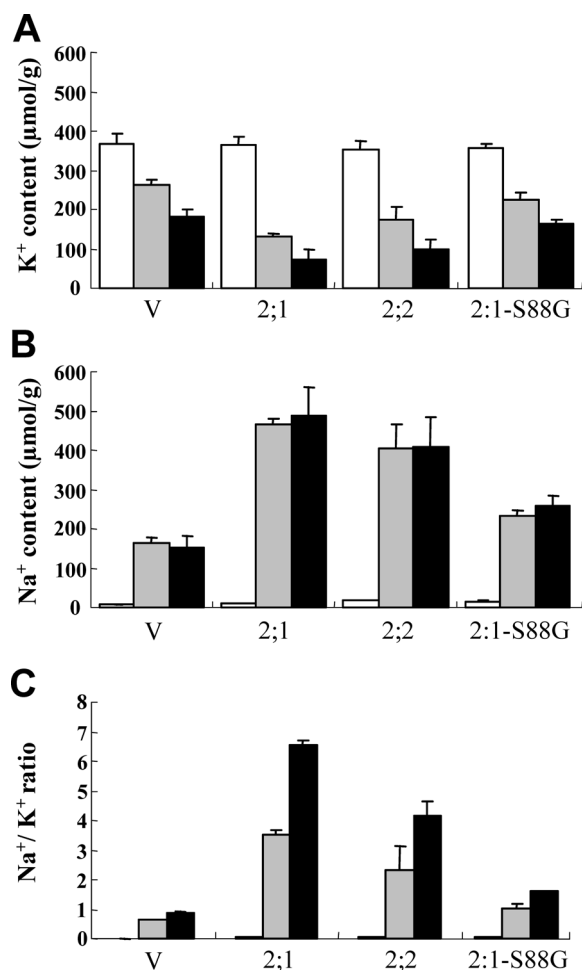 A
K+ content (µmol/g)
600
500
400
300
200
100
0
V 2;1 2;2 2:1-S88G
B
Na+ content (µmol/g)
600
500
400
300
200
100
0
V 2;1 2;2 2:1-S88G
C
Na+/ K+ ratio
8
7
6
5
4
3
2
1
0
V 2;1 2;2 2:1-S88G